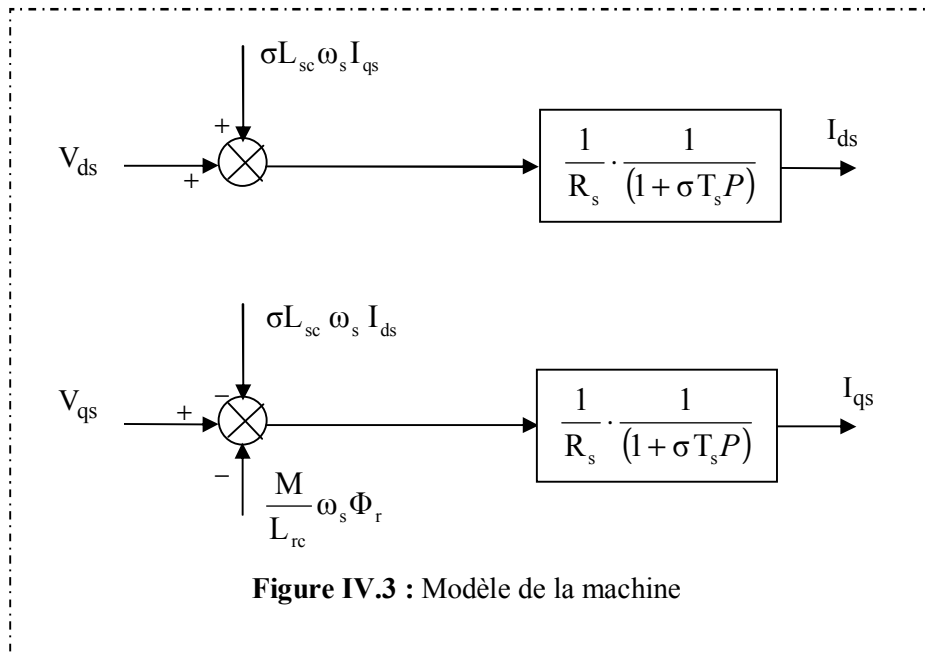 σL_sc ω_s I_qs
+
V_ds
+
1/R_s · 1/(1 + σT_s P)
I_ds
σL_sc ω_s I_ds
−
V_qs
+
1/R_s · 1/(1 + σT_s P)
I_qs
−
M/L_rc ω_s Φ_r
Figure IV.3 : Modèle de la machine